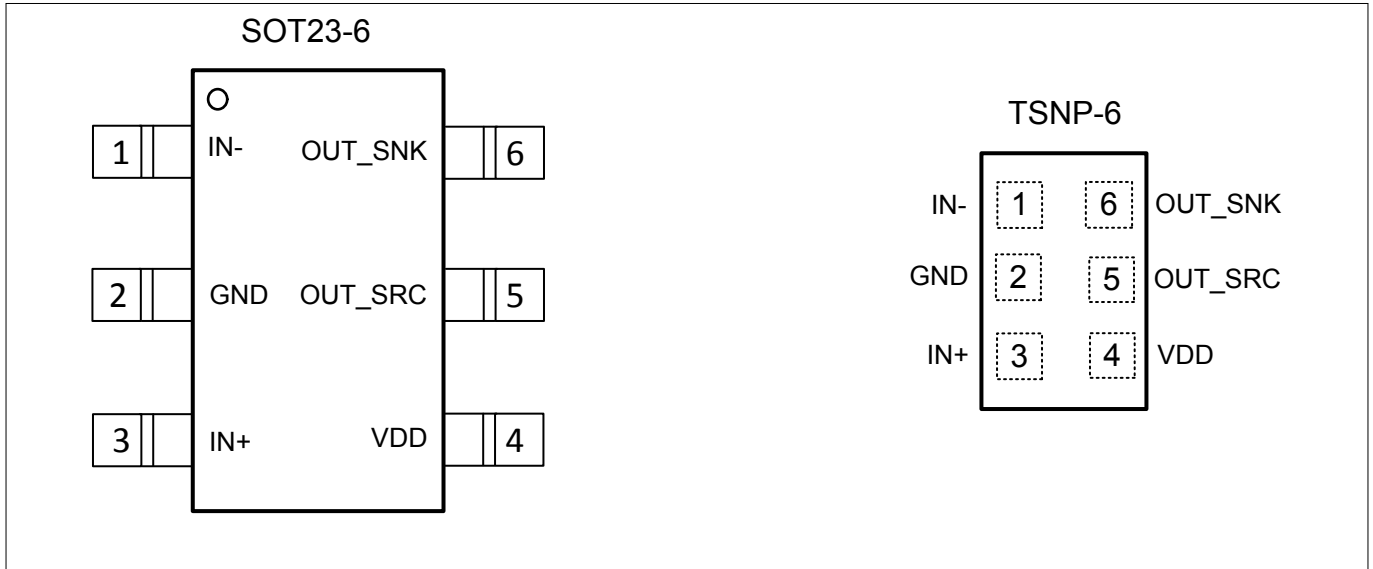 SOT23-6
1 IN- OUT_SNK 6
2 GND OUT_SRC 5
3 IN+ VDD 4
TSNP-6
IN- 1 6 OUT_SNK
GND 2 5 OUT_SRC
IN+ 3 4 VDD